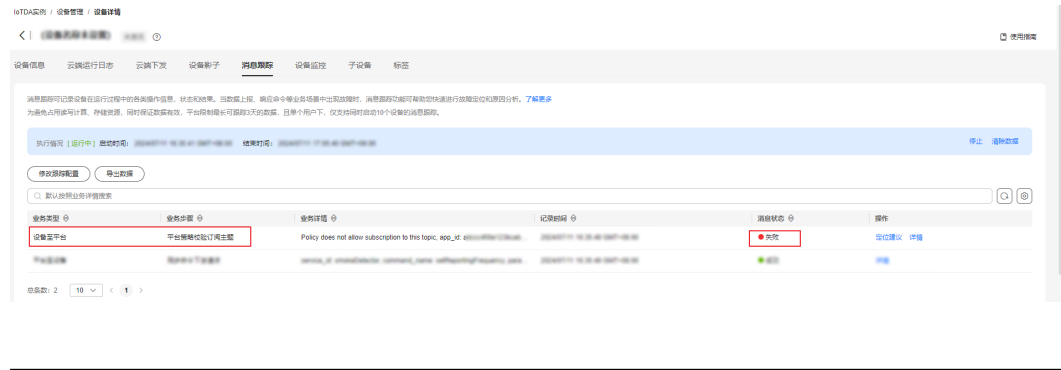 IoTDA实例 / 设备管理 / 设备详情
使用指南
设备信息 云端运行日志 云端下发 设备影子 消息跟踪 设备监控 子设备 标签
消息跟踪可记录设备在运行过程中的各类操作信息、状态和结果。当数据上报、响应命令等业务场景中出现故障时，消息跟踪功能可帮助您快速进行故障定位和原因分析。了解更多
为避免占用读写计算、存储资源，同时保证数据有效，平台限制最长可跟踪3天的数据，且单个用户下，仅支持同时启动10个设备的消息跟踪。
执行情况 [运行中] 启动时间: 结束时间: 停止 清除数据
修改跟踪配置 导出数据
默认按照业务详情搜索
业务类型 业务步骤 业务详情 记录时间 消息状态 操作
设备至平台 平台策略校验订阅主题 Policy does not allow subscription to this topic, app_id: 失败 定位建议 详情
总条数: 2 10 < 1 >